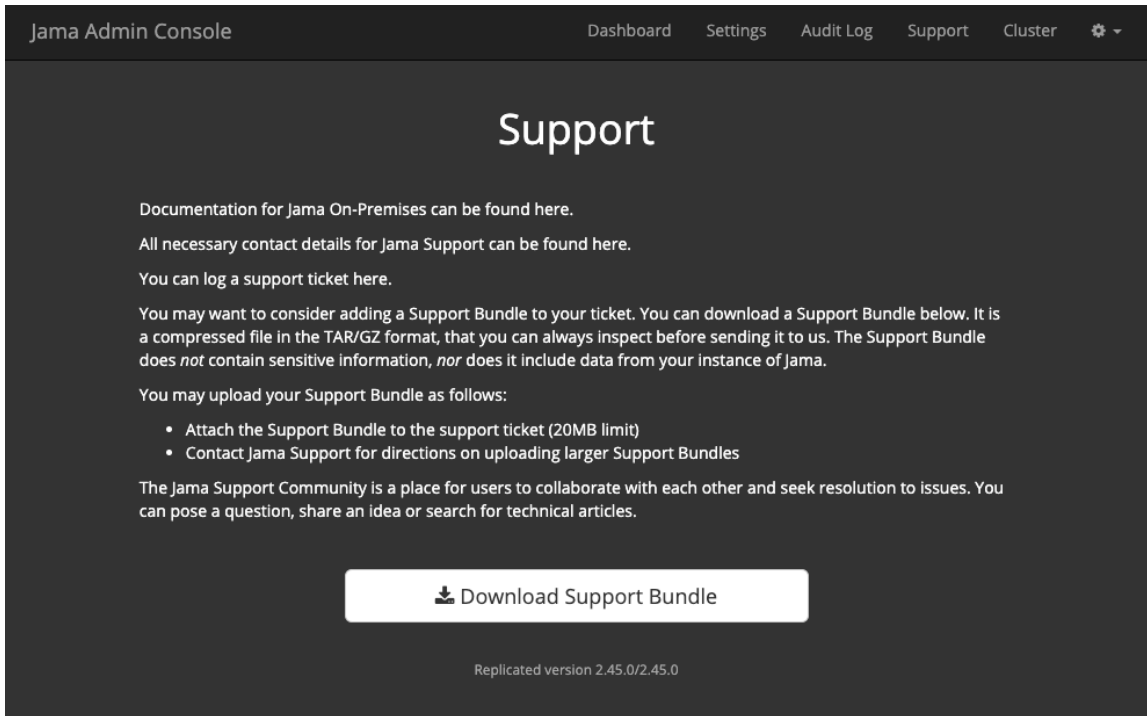 Jama Admin Console
Dashboard Settings Audit Log Support Cluster
Support
Documentation for Jama On-Premises can be found here.
All necessary contact details for Jama Support can be found here.
You can log a support ticket here.
You may want to consider adding a Support Bundle to your ticket. You can download a Support Bundle below. It is
a compressed file in the TAR/GZ format, that you can always inspect before sending it to us. The Support Bundle
does not contain sensitive information, nor does it include data from your instance of Jama.
You may upload your Support Bundle as follows:
• Attach the Support Bundle to the support ticket (20MB limit)
• Contact Jama Support for directions on uploading larger Support Bundles
The Jama Support Community is a place for users to collaborate with each other and seek resolution to issues. You
can pose a question, share an idea or search for technical articles.
Download Support Bundle
Replicated version 2.45.0/2.45.0